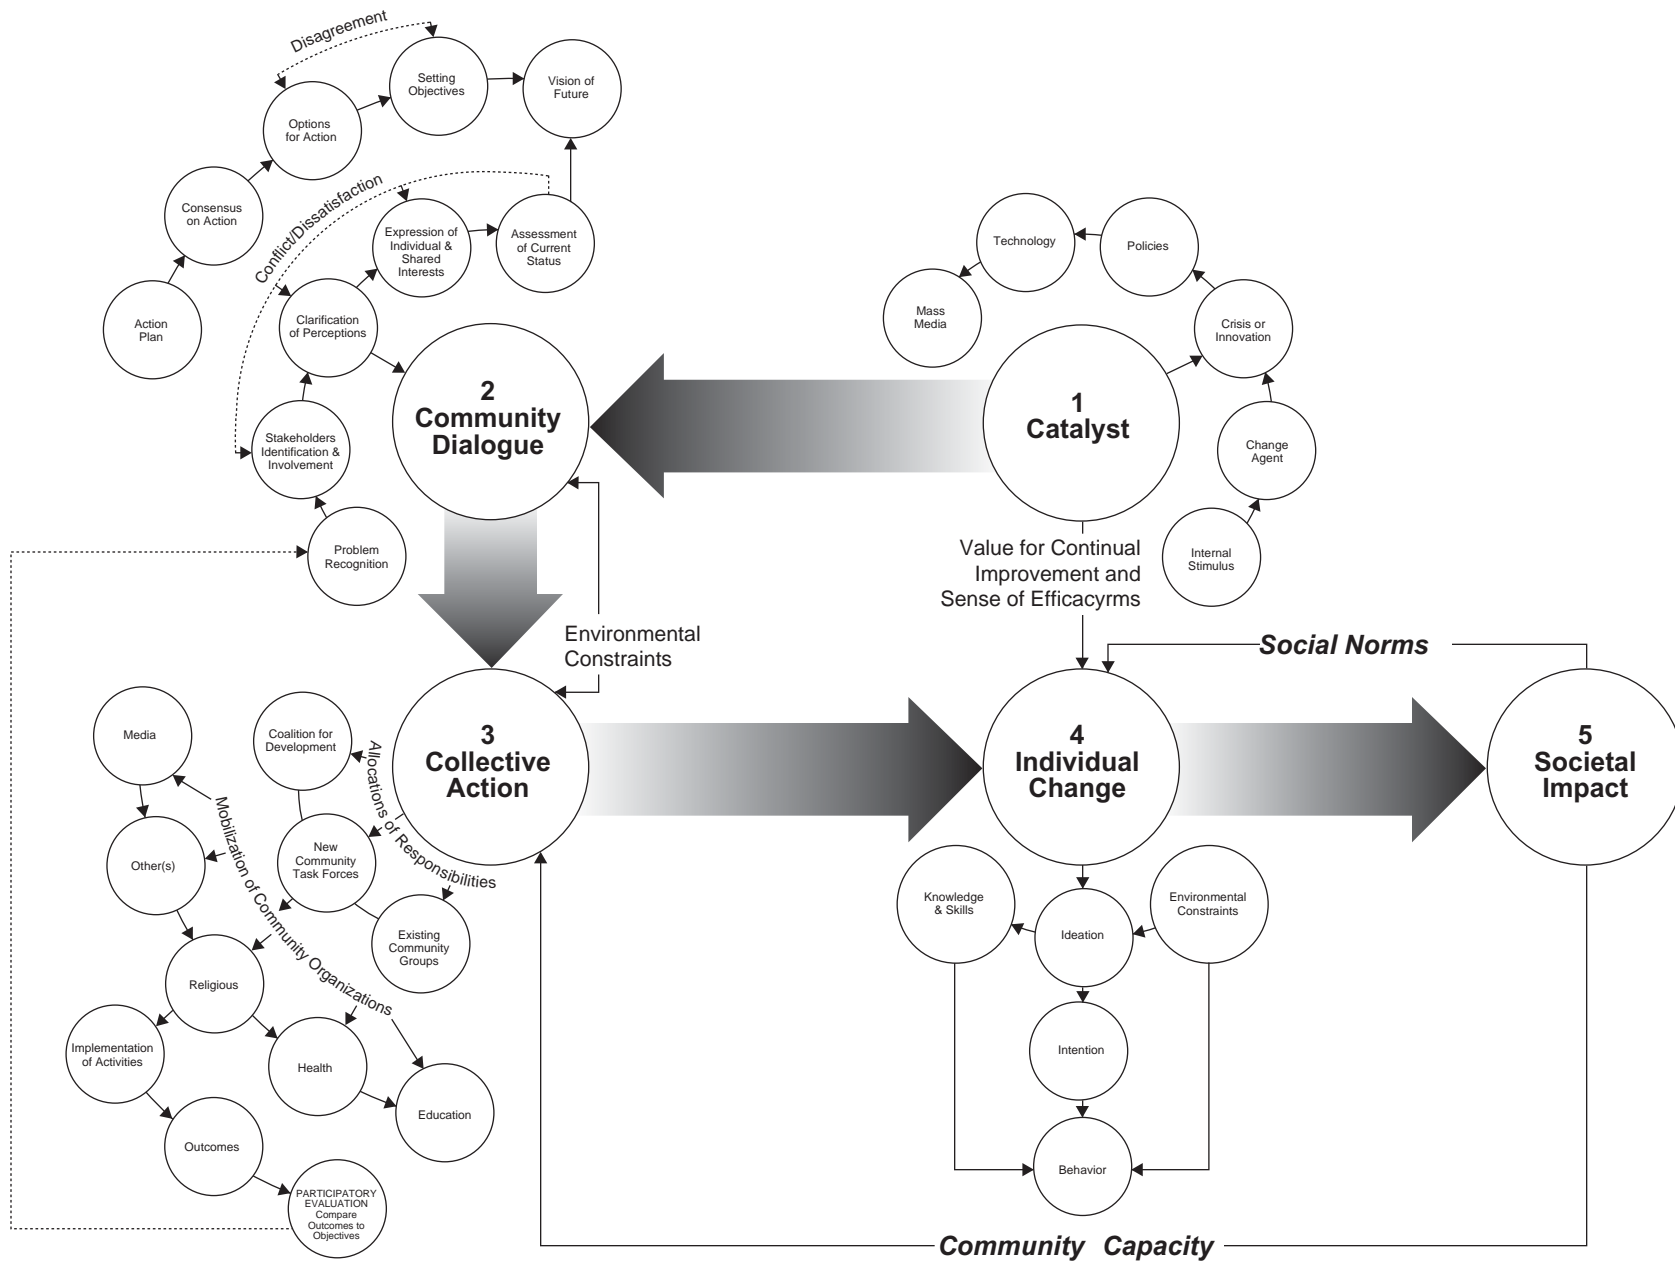 Disagreement
Setting
Objectives
Vision of
Future
Options
for Action
Consensus
on Action
Action
Plan
Conflict/Dissatisfaction
Expression of
Individual &
Shared
Interests
Assessment
of Current
Status
Clarification
of Perceptions
Stakeholders
Identification &
Involvement
Problem
Recognition
2
Community
Dialogue
Technology
Policies
Mass
Media
Crisis or
Innovation
1
Catalyst
Change
Agent
Internal
Stimulus
Value for Continual
Improvement and
Sense of Efficacyrms
Environmental
Constraints
Social Norms
Media
Coalition for
Development
Allocations of Responsibilities
3
Collective
Action
4
Individual
Change
5
Societal
Impact
Mobilization of Community Organizations
Other(s)
New
Community
Task Forces
Existing
Community
Groups
Religious
Implementation
of Activities
Health
Education
Outcomes
PARTICIPATORY
EVALUATION
Compare
Outcomes to
Objectives
Knowledge
& Skills
Ideation
Environmental
Constraints
Intention
Behavior
Community Capacity